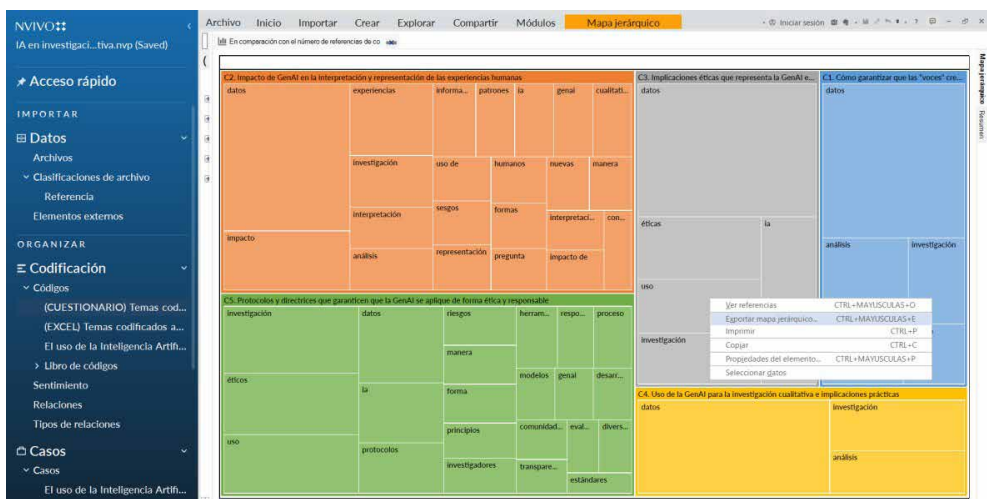 NVIVO
IA en investigaci...tiva.nvp (Saved)
Acceso rápido
IMPORTAR
Datos
Archivos
Clasificaciones de archivo
Referencia
Elementos externos
ORGANIZAR
Codificación
Códigos
(CUESTIONARIO) Temas cod...
(EXCEL) Temas codificados a...
El uso de la Inteligencia Artifi...
Libro de códigos
Sentimiento
Relaciones
Tipos de relaciones
Casos
Casos
El uso de la Inteligencia Artifi...
Archivo Inicio Importar Crear Explorar Compartir Módulos Mapa jerárquico
Iniciar sesión
En comparación con el número de referencias de co
Mapa jerárquico
Resumen
C2. Impacto de GenAI en la interpretación y representación de las experiencias humanas
datos
experiencias
informa...
patrones
ia
genai
cualitati...
investigación
uso de
humanos
nuevas
manera
interpretación
sesgos
formas
interpretaci...
con...
impacto
análisis
representación
pregunta
impacto de
C3. Implicaciones éticas que representa la GenAI e...
datos
éticas
ia
uso
investigación
C1. Cómo garantizar que las "voces" cre...
datos
análisis
investigación
Ver referencias CTRL+MAYUSCULAS+O
Exportar mapa jerárquico... CTRL+MAYUSCULAS+E
Imprimir CTRL+P
Copiar CTRL+C
Propiedades del elemento... CTRL+MAYUSCULAS+P
Seleccionar datos
C5. Protocolos y directrices que garanticen que la GenAI se aplique de forma ética y responsable
investigación
datos
riesgos
herram...
respo...
proceso
manera
éticos
ia
forma
modelos
genai
desarr...
principios
comunidad...
eval...
divers...
uso
protocolos
investigadores
transpare...
estándares
C4. Uso de la GenAI para la investigación cualitativa e implicaciones prácticas
datos
investigación
análisis